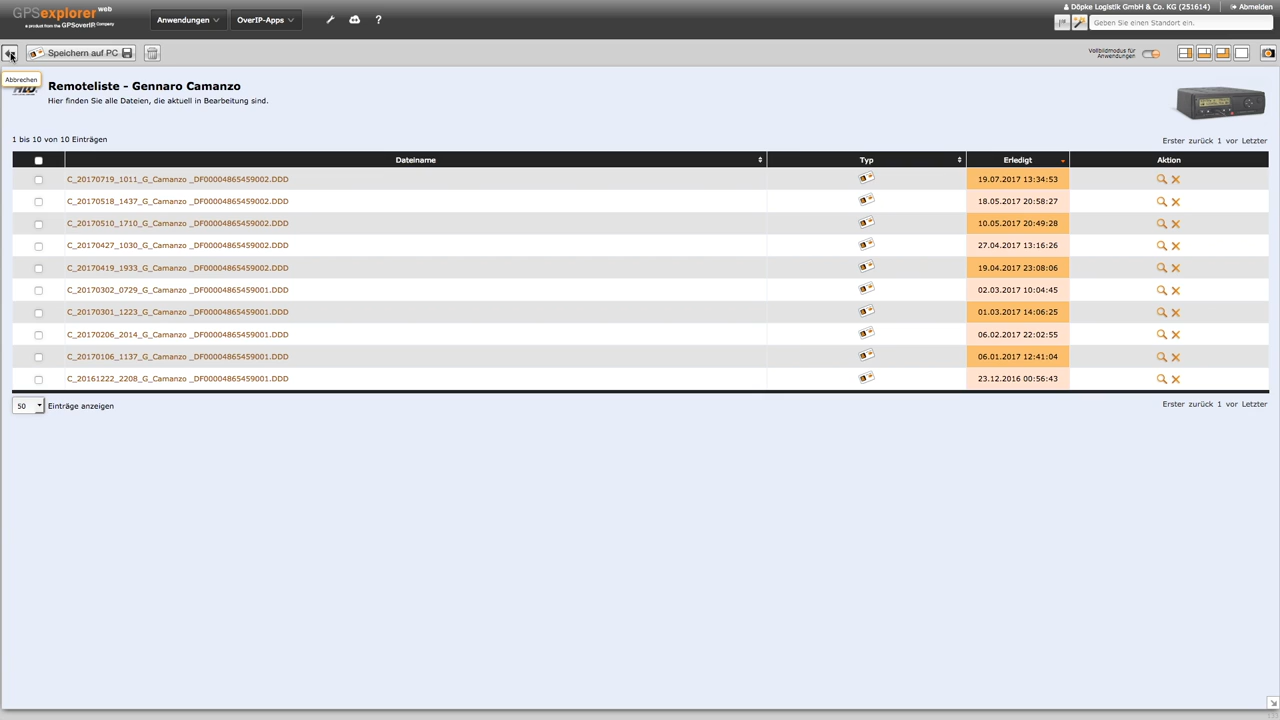 GPSexplorer web
a product from the GPSoverIP Company
Anwendungen
OverIP-Apps
?
Döpke Logistik GmbH & Co. KG (251614)
Abmelden
Geben Sie einen Standort ein.
Speichern auf PC
Vollbildmodus für
Anwendungen
Abbrechen
Remoteliste - Gennaro Camanzo
Hier finden Sie alle Dateien, die aktuell in Bearbeitung sind.
1 bis 10 von 10 Einträgen
Erster zurück 1 vor Letzter
Dateiname Typ Erledigt Aktion
C_20170719_1011_G_Camanzo _DF00004865459002.DDD 19.07.2017 13:34:53
C_20170518_1437_G_Camanzo _DF00004865459002.DDD 18.05.2017 20:58:27
C_20170510_1710_G_Camanzo _DF00004865459002.DDD 10.05.2017 20:49:28
C_20170427_1030_G_Camanzo _DF00004865459002.DDD 27.04.2017 13:16:26
C_20170419_1933_G_Camanzo _DF00004865459002.DDD 19.04.2017 23:08:06
C_20170302_0729_G_Camanzo _DF00004865459001.DDD 02.03.2017 10:04:45
C_20170301_1223_G_Camanzo _DF00004865459001.DDD 01.03.2017 14:06:25
C_20170206_2014_G_Camanzo _DF00004865459001.DDD 06.02.2017 22:02:55
C_20170106_1137_G_Camanzo _DF00004865459001.DDD 06.01.2017 12:41:04
C_20161222_2208_G_Camanzo _DF00004865459001.DDD 23.12.2016 00:56:43
50 Einträge anzeigen
Erster zurück 1 vor Letzter